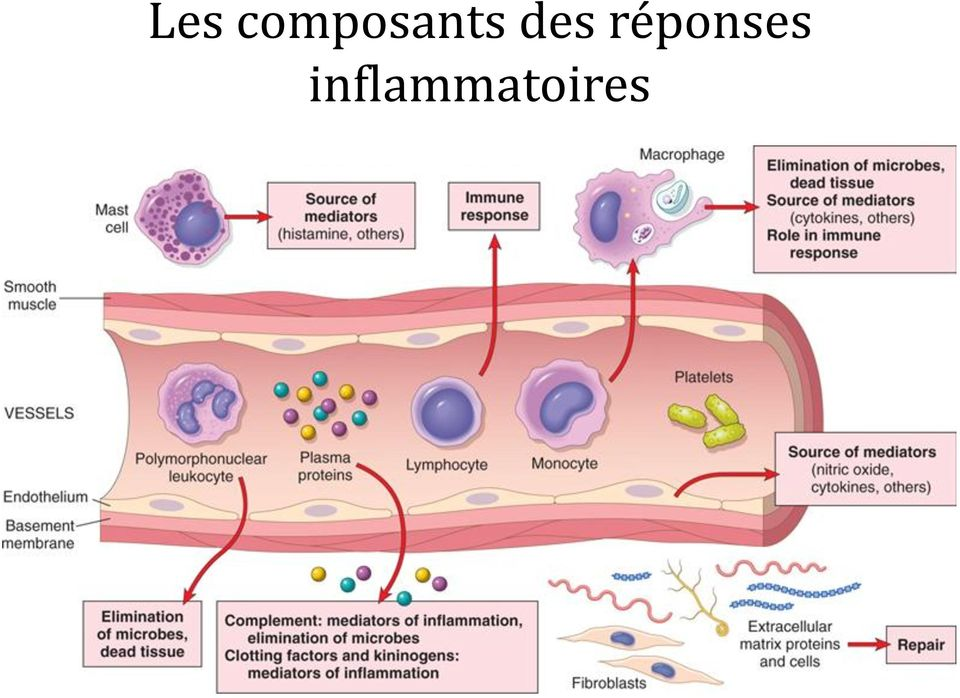 Les composants des réponses
inflammatoires
Macrophage
Mast
cell
Source of
mediators
(histamine, others)
Immune
response
Elimination of microbes,
dead tissue
Source of mediators
(cytokines, others)
Role in immune
response
Smooth
muscle
VESSELS
Platelets
Polymorphonuclear
leukocyte
Plasma
proteins
Lymphocyte
Monocyte
Source of mediators
(nitric oxide,
cytokines, others)
Endothelium
Basement
membrane
Elimination
of microbes,
dead tissue
Complement: mediators of inflammation,
elimination of microbes
Clotting factors and kininogens:
mediators of inflammation
Fibroblasts
Extracellular
matrix proteins
and cells
Repair